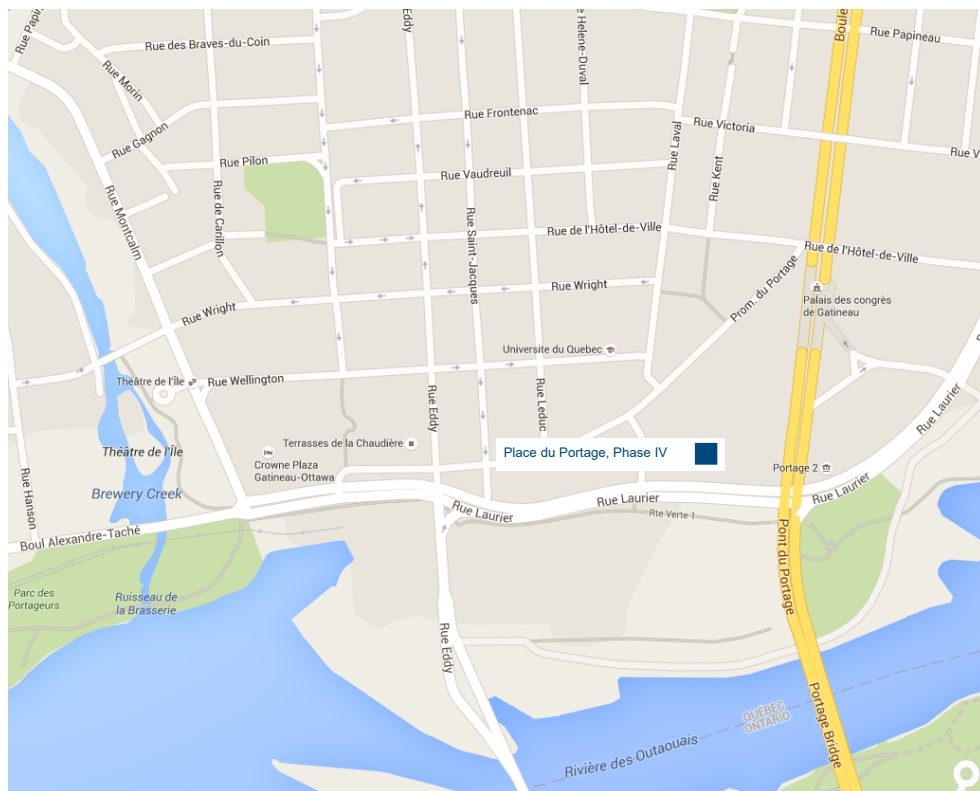 Rue Papin
Eddy
e Helene-Duval
Boule
Rue Papineau
Rue des Braves-du-Coin
Rue Morin
Rue Gagnon
Rue Frontenac
Rue Laval
Rue Victoria
Rue V
Rue Pilon
Rue Vaudreuil
Rue Kent
Rue Montcalm
Rue de Carillon
Rue Saint-Jacques
Rue de l'Hôtel-de-Ville
Rue de l'Hôtel-de-Ville
Prom. du Portage
Rue Wright
Rue Wright
Palais des congrès
de Gatineau
Universite du Quebec
Théâtre de l'Île
Rue Wellington
Rue Eddy
Rue Leduc
Rue Laurier
Théâtre de l'Île
Terrasses de la Chaudière
Crowne Plaza
Gatineau-Ottawa
Place du Portage, Phase IV
Portage 2
Rue Hanson
Brewery Creek
Rue Laurier
Rue Laurier
Rue Laurier
Rte Verte 1
Boul Alexandre-Taché
Pont du Portage
Parc des
Portageurs
Ruisseau de
la Brasserie
Rue Eddy
Portage Bridge
QUÉBEC
ONTARIO
Rivière des Outaouais